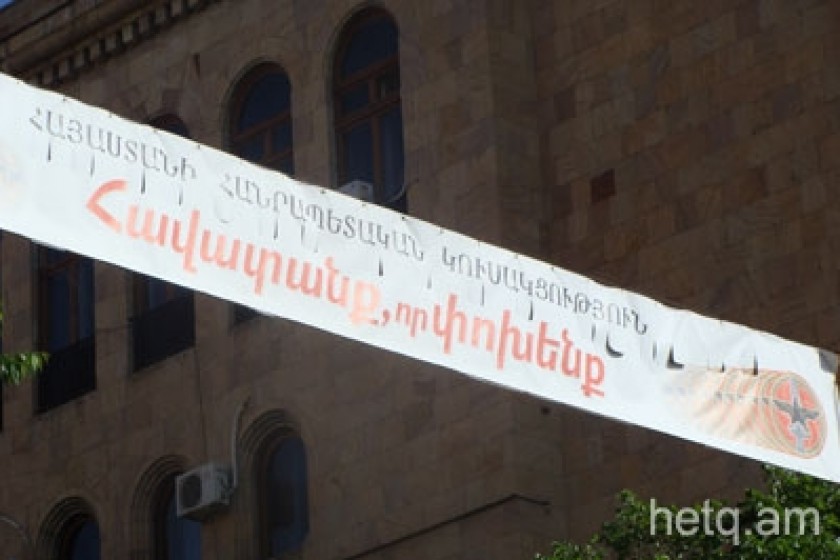 ՀԱՅԱՍՏԱՆԻ ՀԱՆՐԱՊԵՏԱԿԱՆ ԿՈՒՍԱԿՑՈՒԹՅՈՒՆ
Հավատանք, որ փոխենք
hetq.am